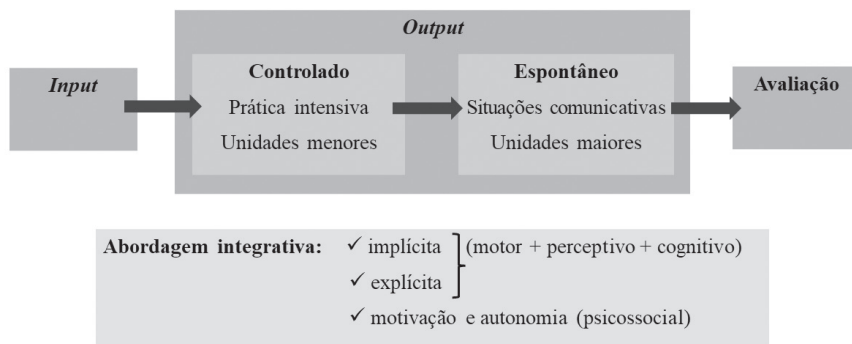 Output
Input
Controlado
Prática intensiva
Unidades menores
Espontâneo
Situações comunicativas
Unidades maiores
Avaliação
Abordagem integrativa: ✓ implícita (motor + perceptivo + cognitivo)
✓ explícita
✓ motivação e autonomia (psicossocial)